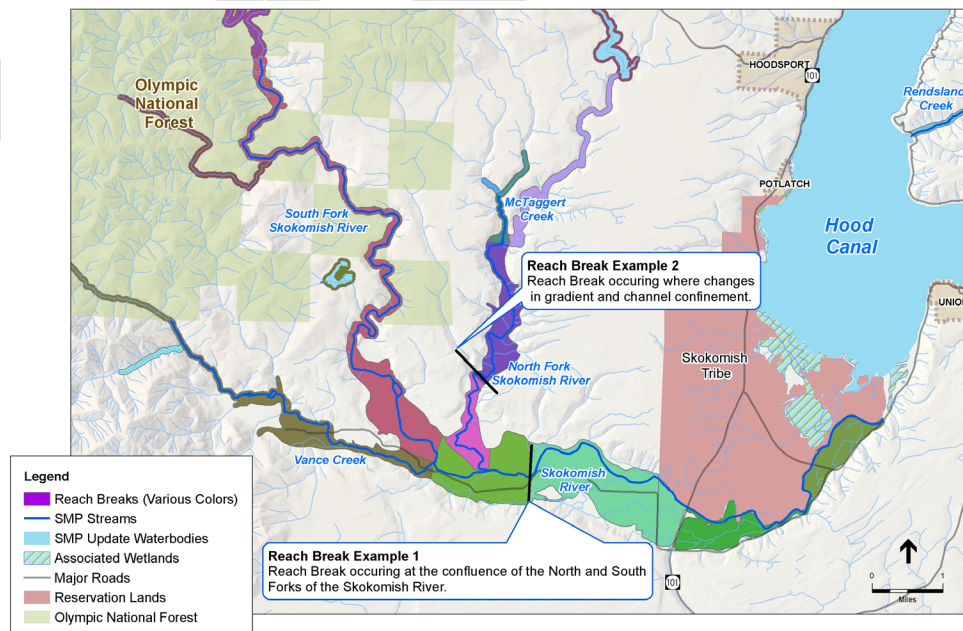 HOODSPORT
101
Rendsland
Creek
Olympic
National
Forest
POTLATCH
McTaggert
Creek
South Fork
Skokomish River
Hood
Canal
Reach Break Example 2
Reach Break occuring where changes
in gradient and channel confinement.
UNION
Skokomish
Tribe
North Fork
Skokomish River
Vance Creek
Skokomish
River
Legend
Reach Breaks (Various Colors)
SMP Streams
SMP Update Waterbodies
Associated Wetlands
Major Roads
Reservation Lands
Olympic National Forest
Reach Break Example 1
Reach Break occuring at the confluence of the North and South
Forks of the Skokomish River.
101
0 1
Miles